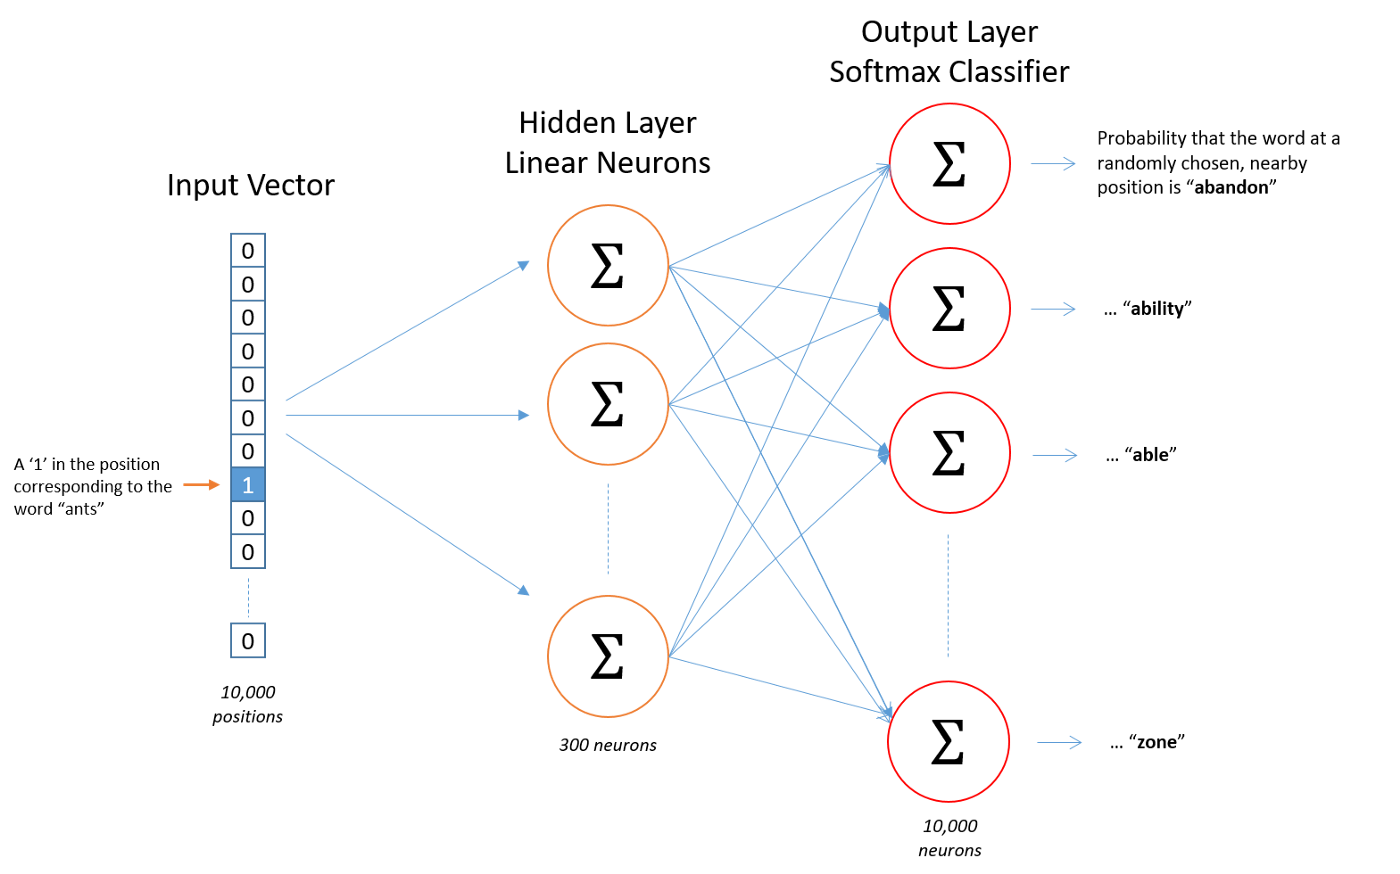 Output Layer
Softmax Classifier
Hidden Layer
Linear Neurons
Input Vector
0
0
0
0
0
0
0
1
0
0
0
A ‘1’ in the position
corresponding to the
word “ants”
10,000
positions
Σ
Σ
Σ
300 neurons
Σ
Σ
Σ
Σ
10,000
neurons
Probability that the word at a
randomly chosen, nearby
position is “abandon”
... “ability”
... “able”
... “zone”